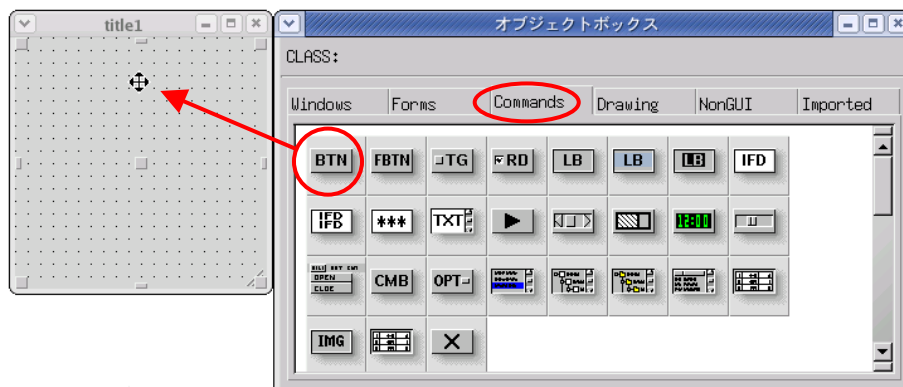 title1
オブジェクトボックス
CLASS:
Windows Forms Commands Drawing NonGUI Imported
BTN FBTN TG RD LB LB LB IFD
IFD
IFD
*** TXT 12:00
OPEN
CLOE
CMB OPT
IMG